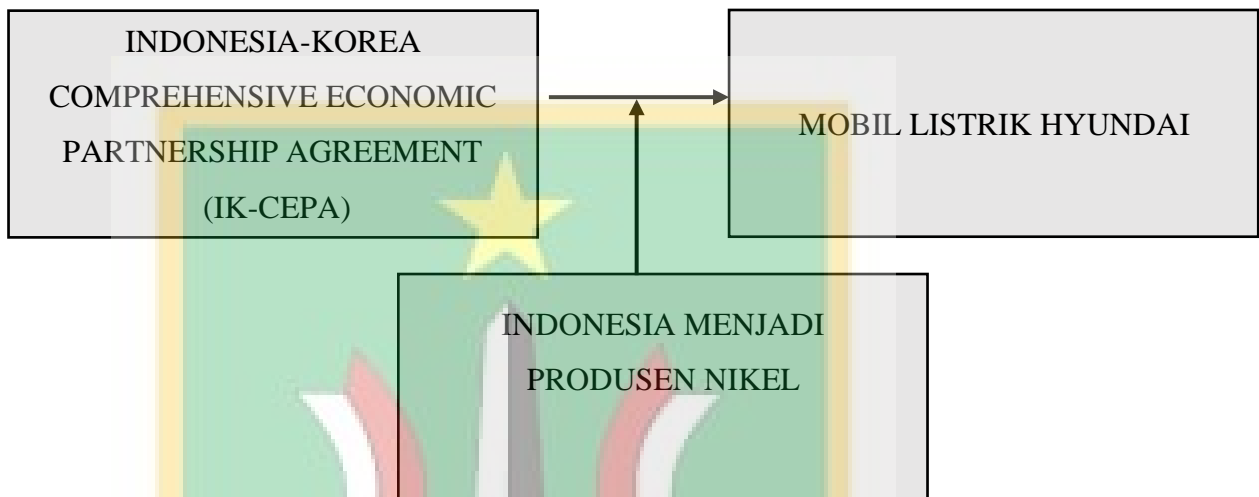 INDONESIA-KOREA
COMPREHENSIVE ECONOMIC
PARTNERSHIP AGREEMENT
(IK-CEPA)
MOBIL LISTRIK HYUNDAI
INDONESIA MENJADI
PRODUSEN NIKEL